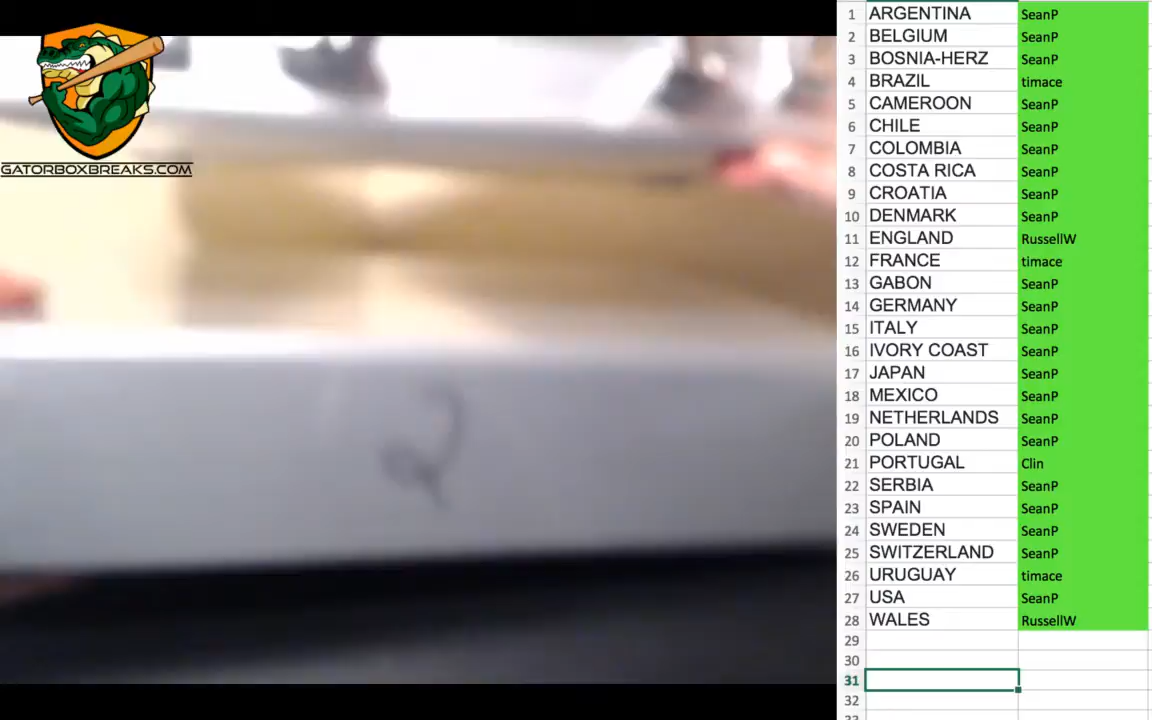 GATORBOXBREAKS.COM
2
1 ARGENTINA SeanP
2 BELGIUM SeanP
3 BOSNIA-HERZ SeanP
4 BRAZIL timace
5 CAMEROON SeanP
6 CHILE SeanP
7 COLOMBIA SeanP
8 COSTA RICA SeanP
9 CROATIA SeanP
10 DENMARK SeanP
11 ENGLAND RussellW
12 FRANCE timace
13 GABON SeanP
14 GERMANY SeanP
15 ITALY SeanP
16 IVORY COAST SeanP
17 JAPAN SeanP
18 MEXICO SeanP
19 NETHERLANDS SeanP
20 POLAND SeanP
21 PORTUGAL Clin
22 SERBIA SeanP
23 SPAIN SeanP
24 SWEDEN SeanP
25 SWITZERLAND SeanP
26 URUGUAY timace
27 USA SeanP
28 WALES RussellW
29
30
31
32
33